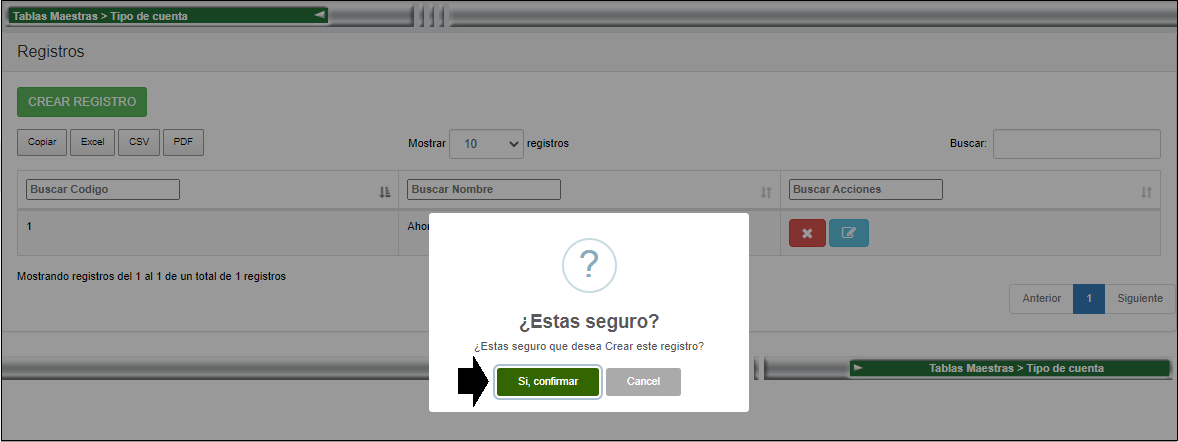 Tablas Maestras > Tipo de cuenta
Registros
CREAR REGISTRO
Copiar Excel CSV PDF
Mostrar 10 registros
Buscar:
Buscar Codigo Buscar Nombre Buscar Acciones
1
?
¿Estas seguro?
¿Estas seguro que desea Crear este registro?
Si, confirmar Cancel
Mostrando registros del 1 al 1 de un total de 1 registros
Anterior 1 Siguiente
Tablas Maestras > Tipo de cuenta